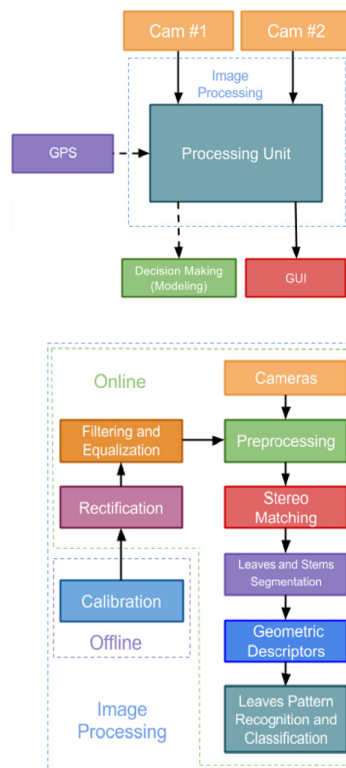 Cam #1
Cam #2
Image
Processing
GPS
Processing Unit
Decision Making
(Modeling)
GUI
Online
Cameras
Filtering and
Equalization
Preprocessing
Rectification
Stereo
Matching
Leaves and Stems
Segmentation
Calibration
Offline
Geometric
Descriptors
Image
Processing
Leaves Pattern
Recognition and
Classification